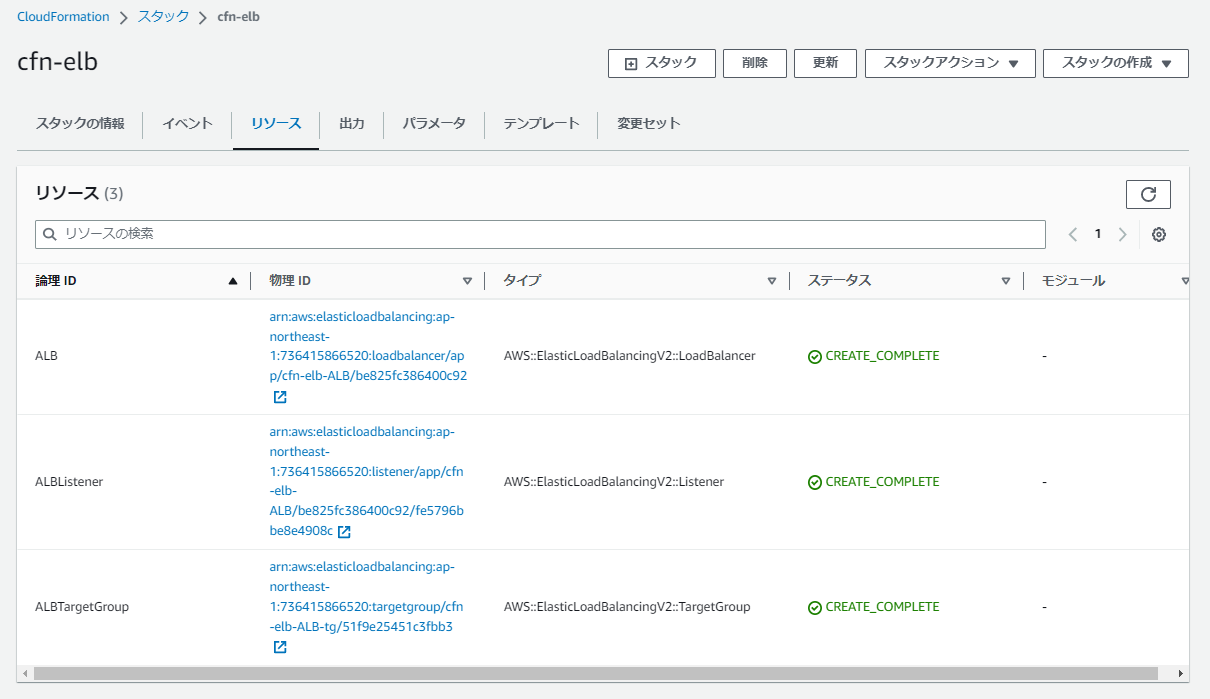 CloudFormation > スタック > cfn-elb
cfn-elb
スタック 削除 更新 スタックアクション ▼ スタックの作成 ▼
スタックの情報 イベント リソース 出力 パラメータ テンプレート 変更セット
リソース (3)
リソースの検索
1
論理 ID ▲ 物理 ID ▽ タイプ ▽ ステータス ▽ モジュール ▽
arn:aws:elasticloadbalancing:ap-
northeast-
ALB 1:736415866520:loadbalancer/ap AWS::ElasticLoadBalancingV2::LoadBalancer CREATE_COMPLETE -
p/cfn-elb-ALB/be825fc386400c92
arn:aws:elasticloadbalancing:ap-
northeast-
1:736415866520:listener/app/cfn
ALBListener -elb- AWS::ElasticLoadBalancingV2::Listener CREATE_COMPLETE -
ALB/be825fc386400c92/fe5796b
be8e4908c
arn:aws:elasticloadbalancing:ap-
northeast-
ALBTargetGroup 1:736415866520:targetgroup/cfn AWS::ElasticLoadBalancingV2::TargetGroup CREATE_COMPLETE -
-elb-ALB-tg/51f9e25451c3fbb3